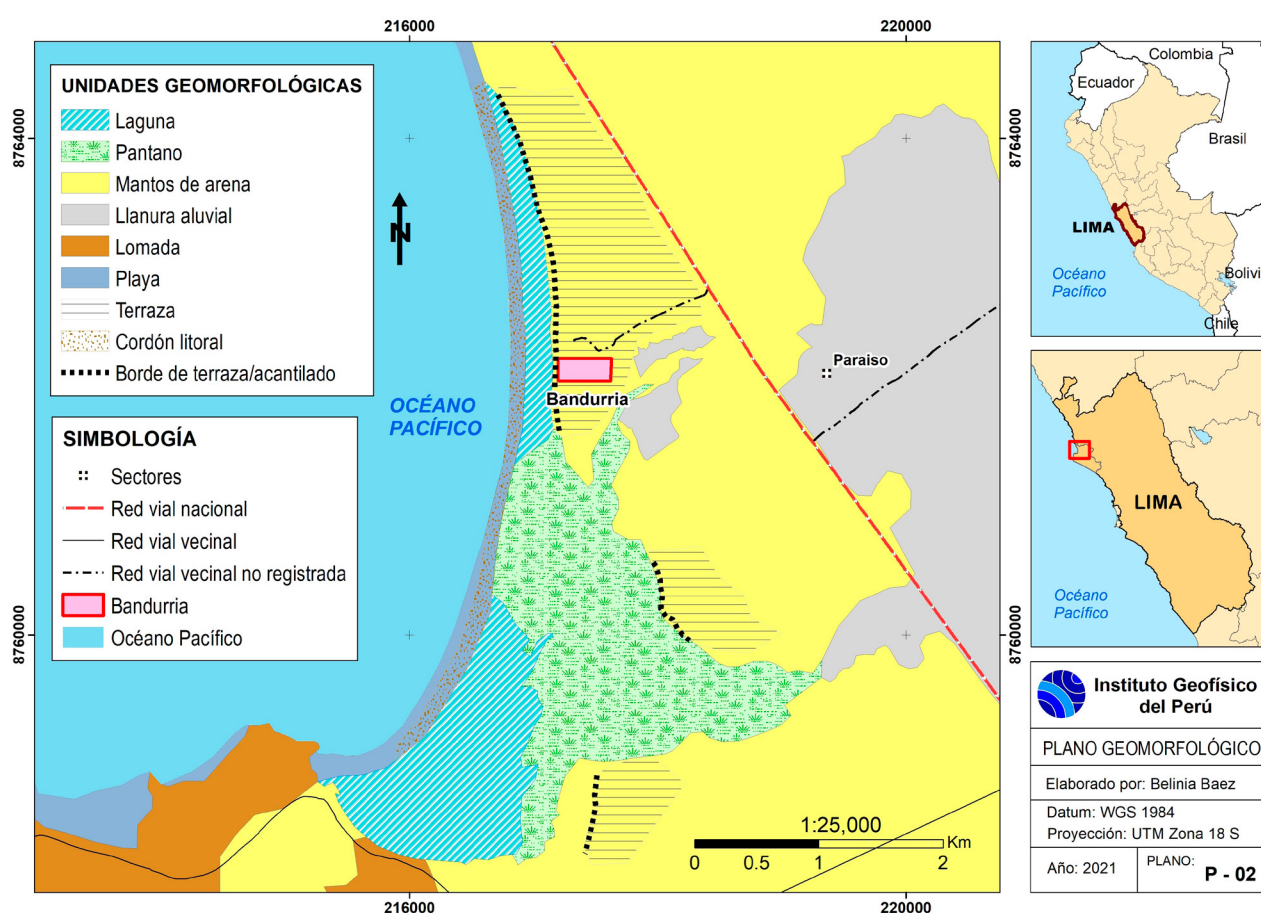 216000
220000
8764000
8764000
8760000
8760000
216000
220000
UNIDADES GEOMORFOLÓGICAS
Laguna
Pantano
Mantos de arena
Llanura aluvial
Lomada
Playa
Terraza
Cordón litoral
Borde de terraza/acantilado
SIMBOLOGÍA
Sectores
Red vial nacional
Red vial vecinal
Red vial vecinal no registrada
Bandurria
Océano Pacífico
N
OCÉANO
PACÍFICO
Bandurria
Paraiso
1:25,000
0 0.5 1 2 Km
Colombia
Ecuador
Brasil
LIMA
Océano
Pacífico
Bolivi
Chile
LIMA
Océano
Pacífico
Instituto Geofísico
del Perú
PLANO GEOMORFOLÓGICO
Elaborado por: Belinia Baez
Datum: WGS 1984
Proyección: UTM Zona 18 S
Año: 2021
PLANO:
P - 02